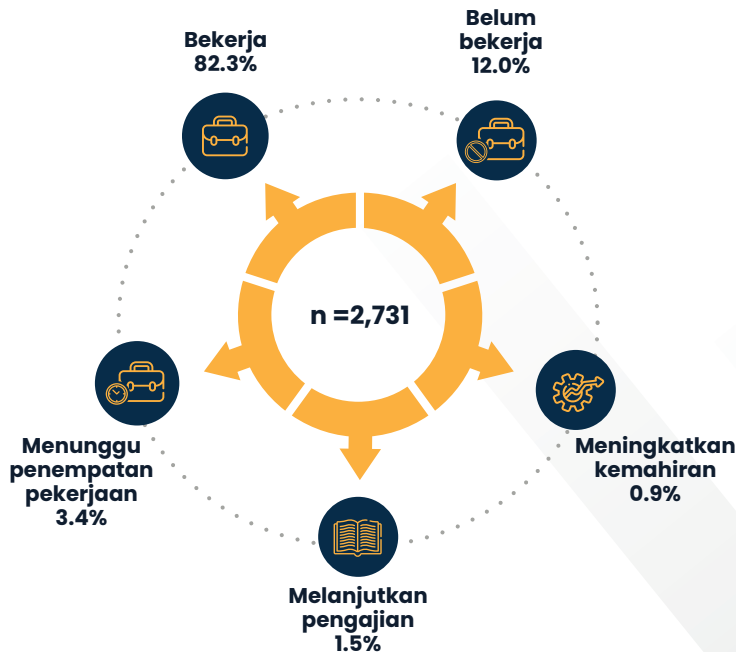 Bekerja
82.3%
Belum
bekerja
12.0%
n =2,731
Menunggu
penempatan
pekerjaan
3.4%
Meningkatkan
kemahiran
0.9%
Melanjutkan
pengajian
1.5%